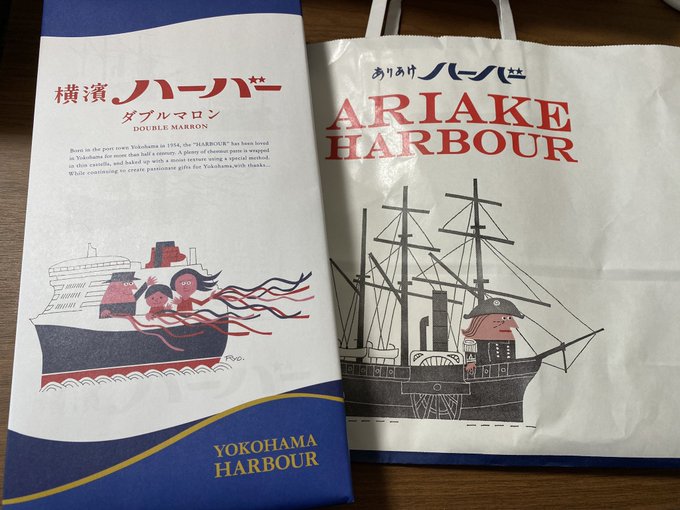 横濱 ハーバー
ダブルマロン
DOUBLE MARRON
Born in the port town Yokohama in 1954, the "HARBOUR" has been loved
in Yokohama for more than half a century. A plenty of chestnut paste is wrapped
in thin castella, and baked up with a moist texture using a special method.
While continuing to create passionate gifts for Yokohama,with thanks...
RYO.
YOKOHAMA
HARBOUR
ありあけ ハーバー
ARIAKE
HARBOUR